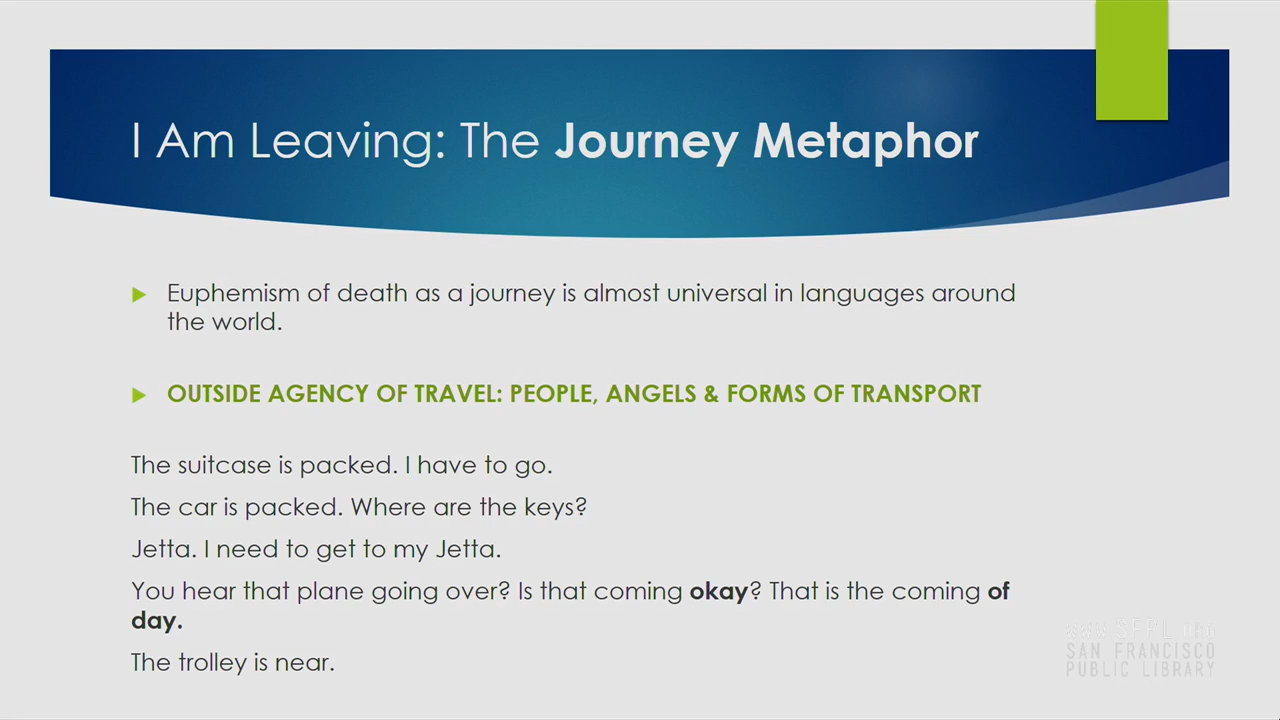 I Am Leaving: The Journey Metaphor
Euphemism of death as a journey is almost universal in languages around
the world.
OUTSIDE AGENCY OF TRAVEL: PEOPLE, ANGELS & FORMS OF TRANSPORT
The suitcase is packed. I have to go.
The car is packed. Where are the keys?
Jetta. I need to get to my Jetta.
You hear that plane going over? Is that coming okay? That is the coming of
day.
The trolley is near.
www.SFPL.ORG
SAN FRANCISCO
PUBLIC LIBRARY